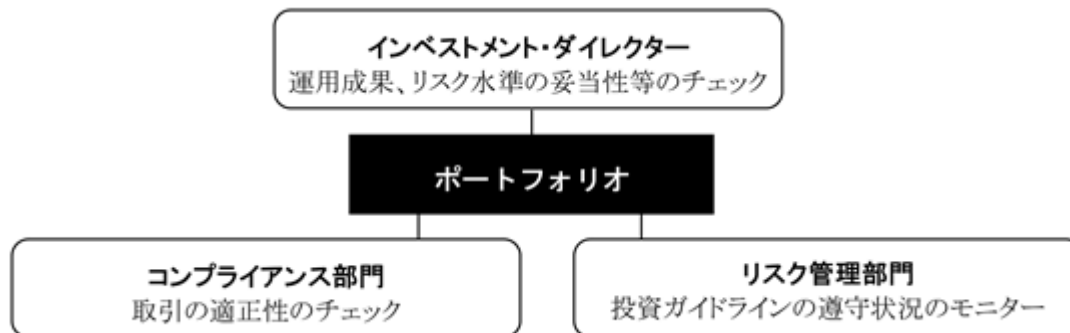 インベストメント・ダイレクター
運用成果、リスク水準の妥当性等のチェック
ポートフォリオ
コンプライアンス部門
取引の適正性のチェック
リスク管理部門
投資ガイドラインの遵守状況のモニター